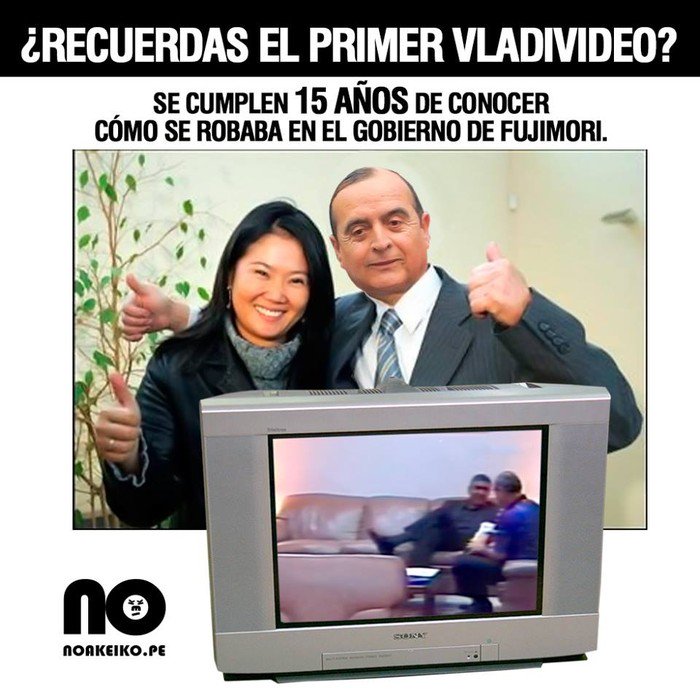 ¿RECUERDAS EL PRIMER VLADIVIDEO?
SE CUMPLEN 15 AÑOS DE CONOCER
CÓMO SE ROBABA EN EL GOBIERNO DE FUJIMORI.
SONY
NO
NOAKEIKO.PE